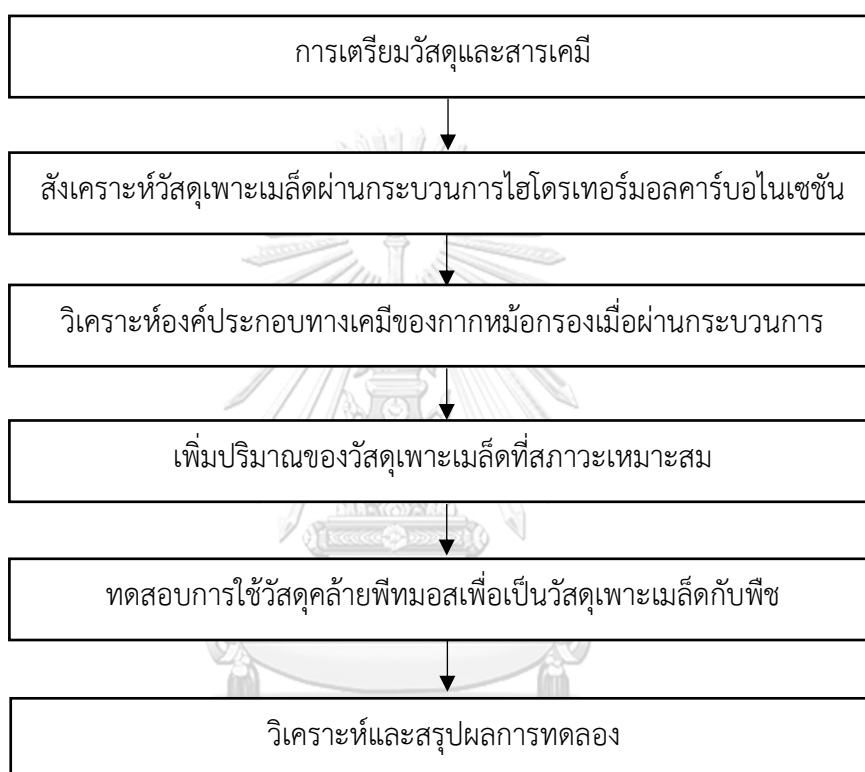 การเตรียมวัสดุและสารเคมี
สังเคราะห์วัสดุเพาะเมล็ดผ่านกระบวนการไฮโดรเทอร์มอลคาร์บอไนเซชัน
วิเคราะห์องค์ประกอบทางเคมีของกากหม้อกรองเมื่อผ่านกระบวนการ
เพิ่มปริมาณของวัสดุเพาะเมล็ดที่สภาวะเหมาะสม
ทดสอบการใช้วัสดุคล้ายพีทมอสเพื่อเป็นวัสดุเพาะเมล็ดกับพืช
วิเคราะห์และสรุปผลการทดลอง